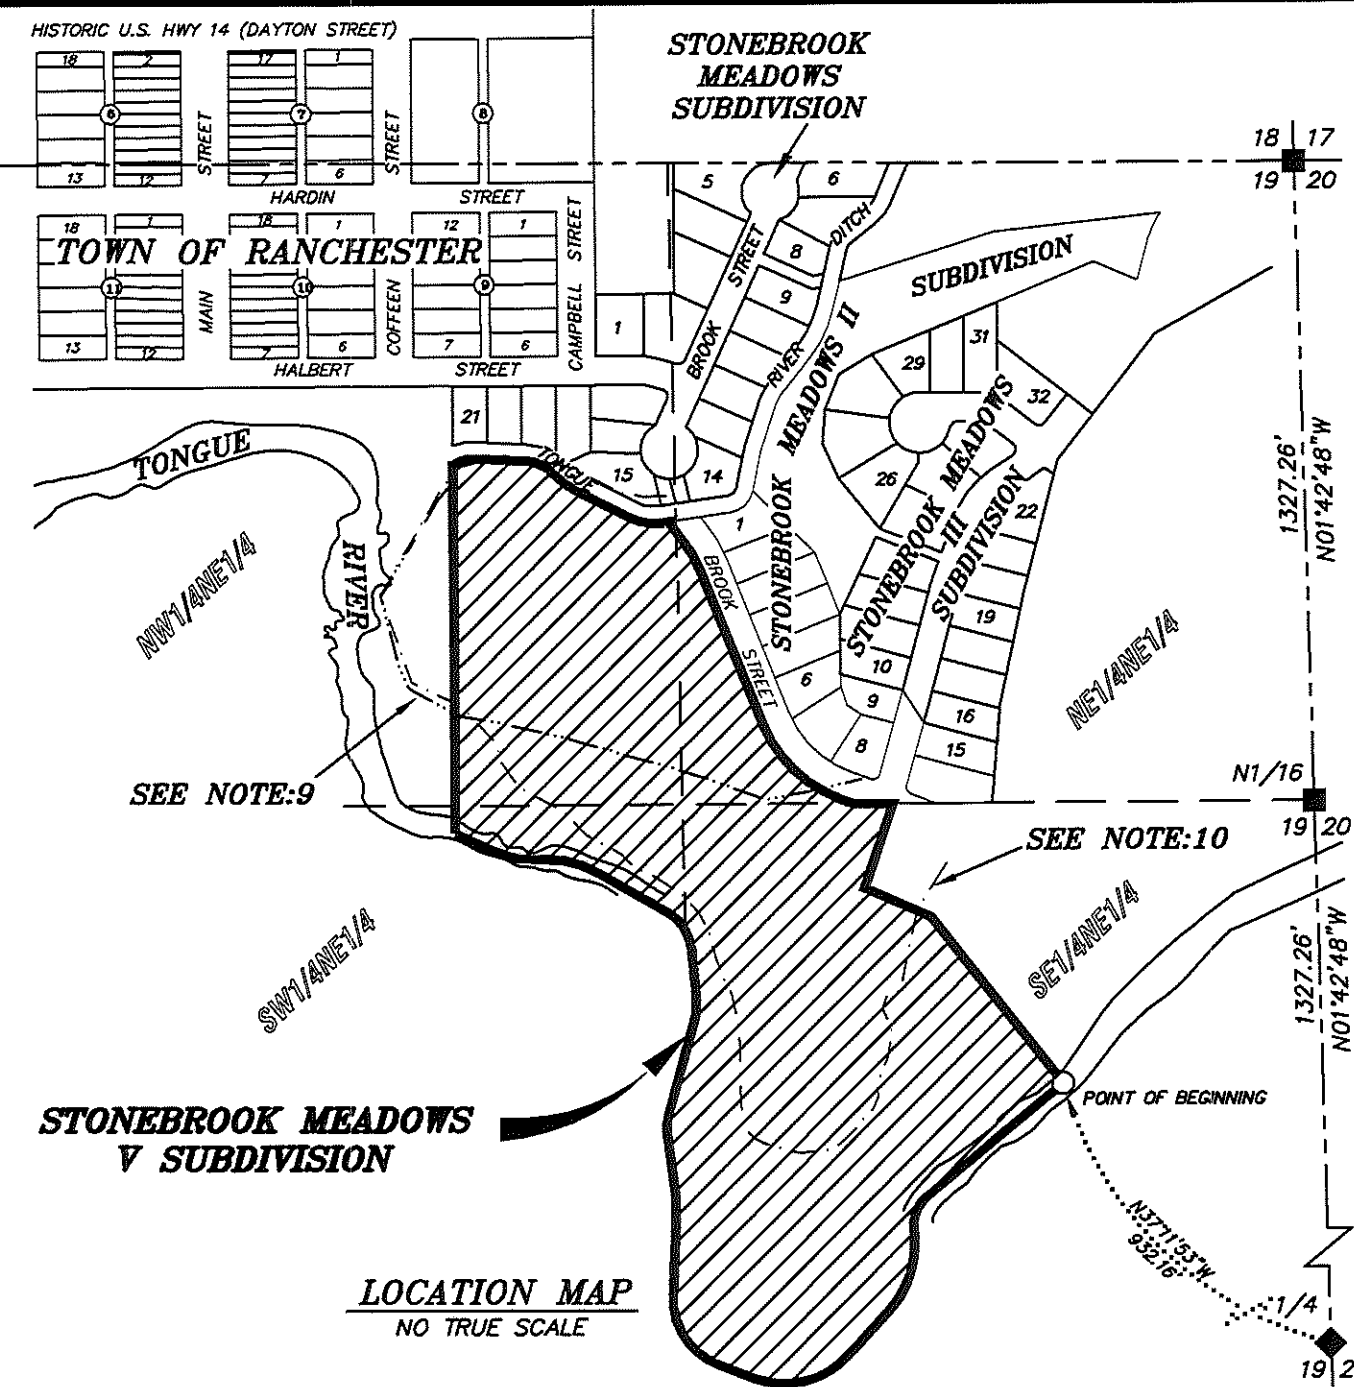 HISTORIC U.S. HWY 14 (DAYTON STREET)
18
2
17
1
6
7
8
13
12
7
6
STREET
STREET
HARDIN
STREET
18
1
18
1
12
1
TOWN OF RANCHESTER
11
10
9
MAIN
COFFEEN
CAMPBELL STREET
13
12
7
6
7
6
HALBERT
STREET
STONEBROOK
MEADOWS
SUBDIVISION
5
6
8
9
1
BROOK STREET
RIVER
DITCH
21
TONGUE
15
14
18
17
19
20
STONEBROOK MEADOWS II
SUBDIVISION
29
31
32
26
22
19
16
15
10
9
8
6
1
STONEBROOK MEADOWS
III
SUBDIVISION
BROOK
STREET
1327.26'
N01°42'48"W
TONGUE
RIVER
NW1/4NE1/4
NE1/4NE1/4
SEE NOTE:9
N1/16
19
20
SEE NOTE:10
SW1/4NE1/4
SE1/4NE1/4
1327.26'
N01°42'48"W
STONEBROOK MEADOWS
V SUBDIVISION
POINT OF BEGINNING
N37°11'53"W
932.16'
LOCATION MAP
NO TRUE SCALE
1/4
19
2